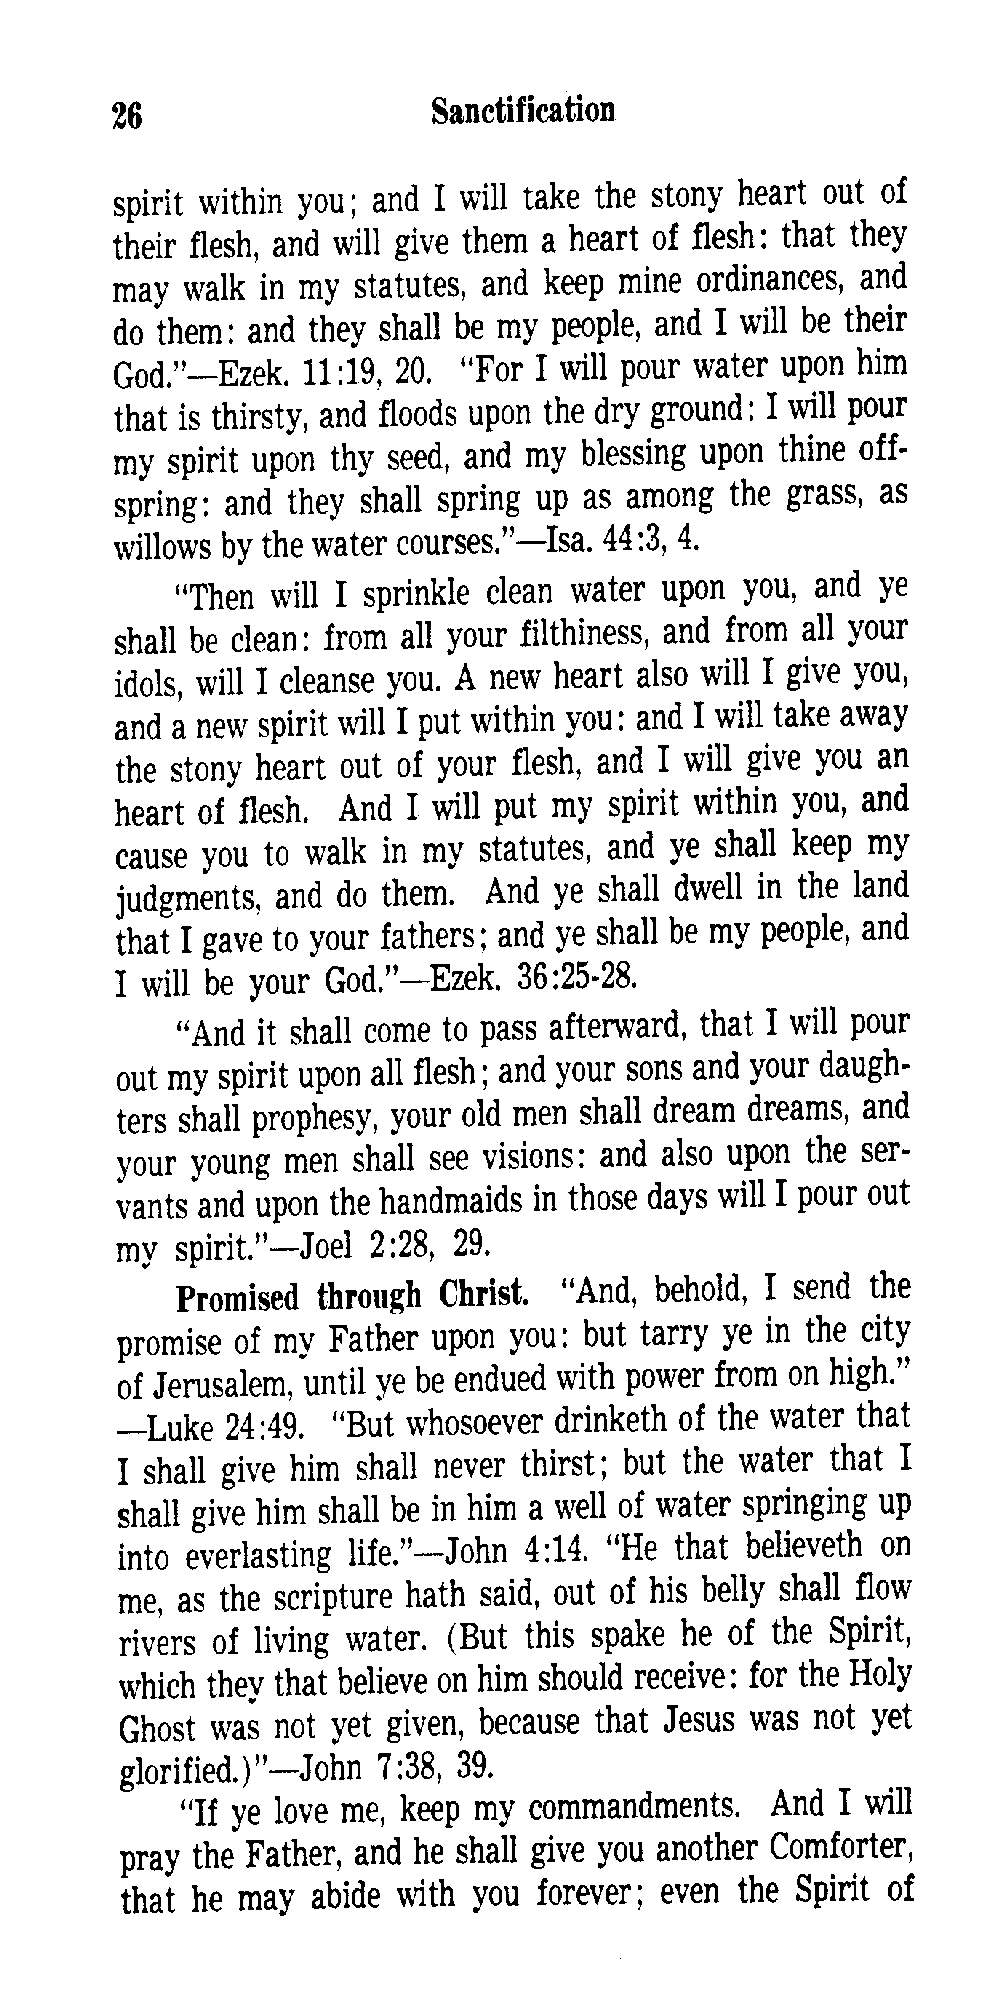 26 Sanctification
spirit within you; and I will take the stony heart out of
their flesh, and will give them a heart of flesh: that they
may walk in my statutes, and keep mine ordinances, and
do them: and they shall be my people, and I will be their
God."—Ezek. 11:19, 20. "For I will pour water upon him
that is thirsty, and floods upon the dry ground: I will pour
my spirit upon thy seed, and my blessing upon thine off-
spring: and they shall spring up as among the grass, as
willows by the water courses."—Isa. 44:3, 4.
"Then will I sprinkle clean water upon you, and ye
shall be clean: from all your filthiness, and from all your
idols, will I cleanse you. A new heart also will I give you,
and a new spirit will I put within you: and I will take away
the stony heart out of your flesh, and I will give you an
heart of flesh. And I will put my spirit within you, and
cause you to walk in my statutes, and ye shall keep my
judgments, and do them. And ye shall dwell in the land
that I gave to your fathers; and ye shall be my people, and
I will be your God."—Ezek. 36:25-28.
"And it shall come to pass afterward, that I will pour
out my spirit upon all flesh; and your sons and your daugh-
ters shall prophesy, your old men shall dream dreams, and
your young men shall see visions: and also upon the ser-
vants and upon the handmaids in those days will I pour out
my spirit."—Joel 2:28, 29.
Promised through Christ. "And, behold, I send the
promise of my Father upon you: but tarry ye in the city
of Jerusalem, until ye be endued with power from on high."
—Luke 24:49. "But whosoever drinketh of the water that
I shall give him shall never thirst; but the water that I
shall give him shall be in him a well of water springing up
into everlasting life."—John 4:14. "He that believeth on
me, as the scripture hath said, out of his belly shall flow
rivers of living water. (But this spake he of the Spirit,
which they that believe on him should receive: for the Holy
Ghost was not yet given, because that Jesus was not yet
glorified.)"—John 7:38, 39.
"If ye love me, keep my commandments. And I will
pray the Father, and he shall give you another Comforter,
that he may abide with you forever; even the Spirit of